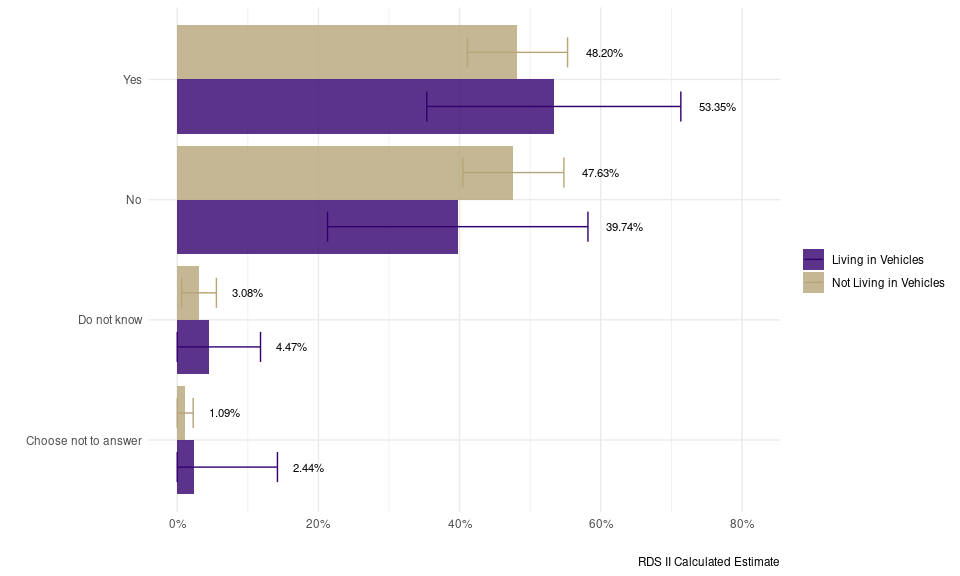 48.20%
Yes
53.35%
47.63%
No
39.74%
Living in Vehicles
Not Living in Vehicles
3.08%
Do not know
4.47%
1.09%
Choose not to answer
2.44%
0% 20% 40% 60% 80%
RDS II Calculated Estimate